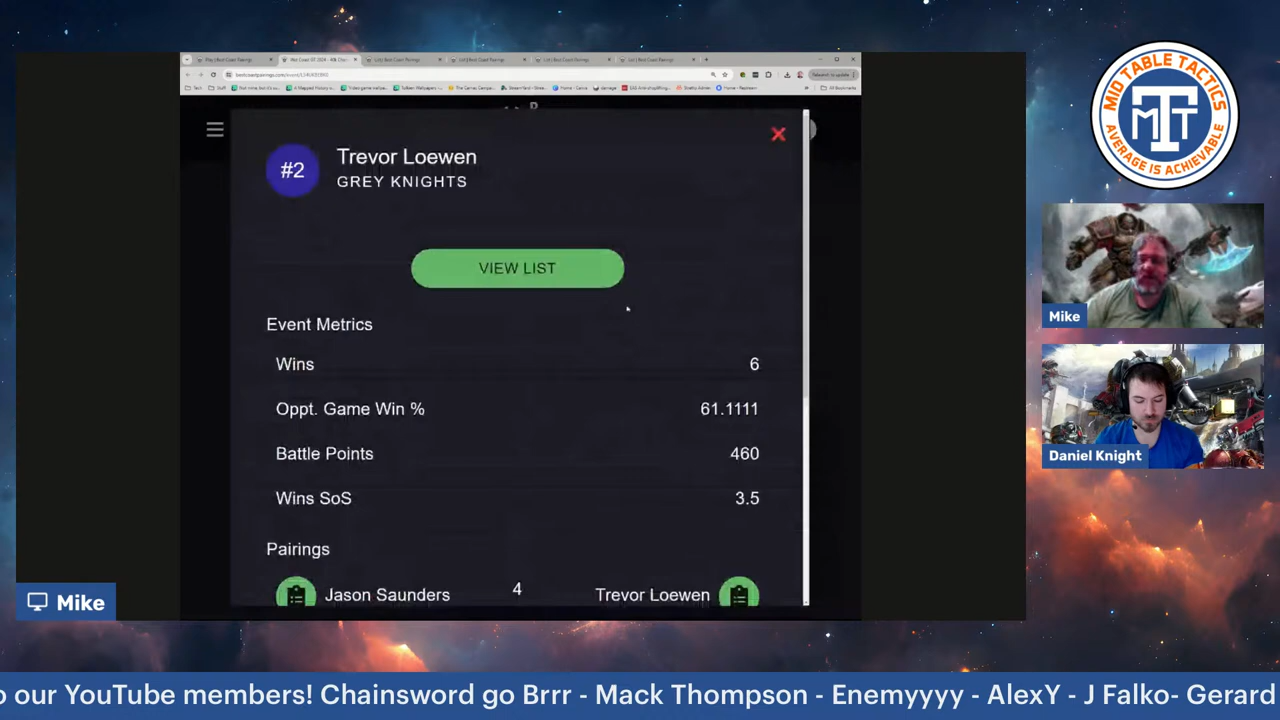 MID TABLE TACTICS
MTT
AVERAGE IS ACHIEVABLE
#2
Trevor Loewen
GREY KNIGHTS
VIEW LIST
Event Metrics
Wins 6
Oppt. Game Win % 61.1111
Battle Points 460
Wins SoS 3.5
Pairings
Jason Saunders 4 Trevor Loewen
Mike
Daniel Knight
Mike
o our YouTube members! Chainsword go Brrr - Mack Thompson - Enemyyyy - AlexY - J Falko- Gerard